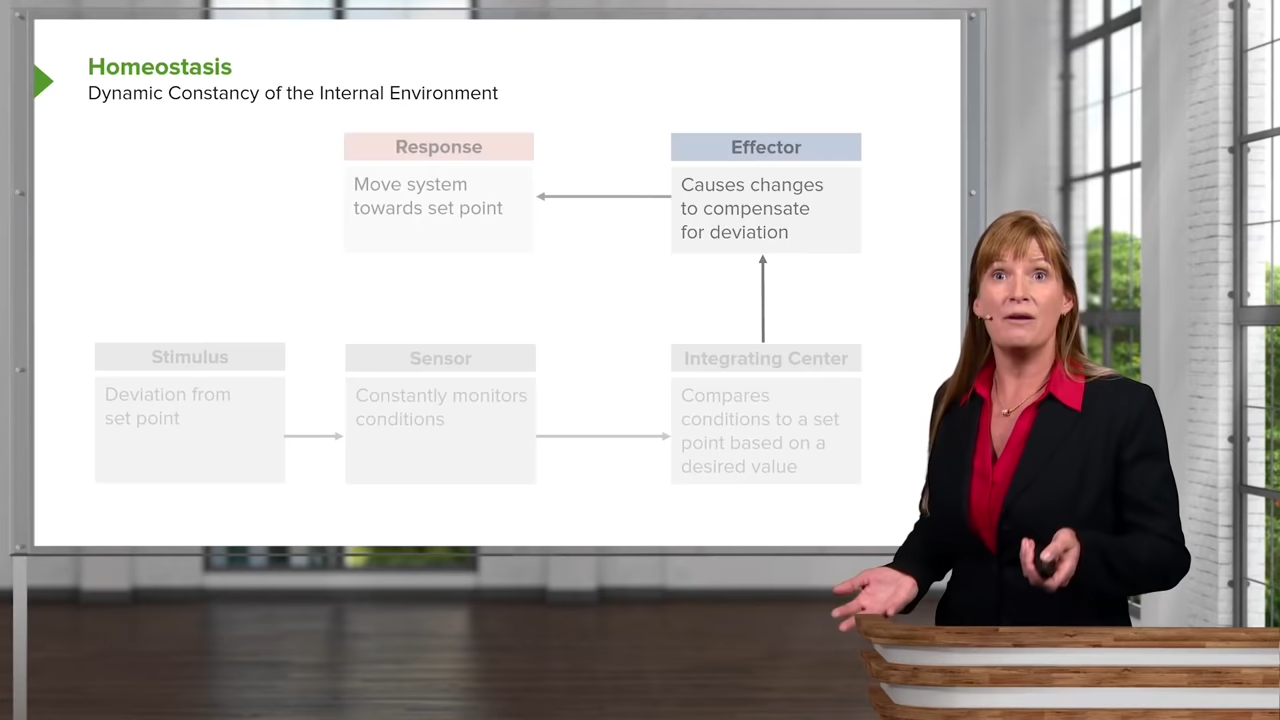 Homeostasis
Dynamic Constancy of the Internal Environment
Response
Move system
towards set point
Effector
Causes changes
to compensate
for deviation
Stimulus
Deviation from
set point
Sensor
Constantly monitors
conditions
Integrating Center
Compares
conditions to a set
point based on a
desired value